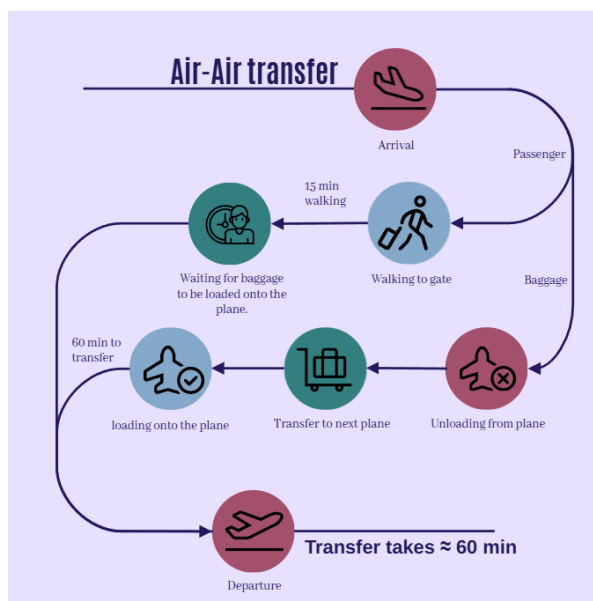 Air-Air transfer
Arrival
Passenger
15 min
walking
Waiting for baggage
to be loaded onto the
plane.
Walking to gate
Baggage
60 min to
transfer
loading onto the plane
Transfer to next plane
Unloading from plane
Transfer takes ≈ 60 min
Departure